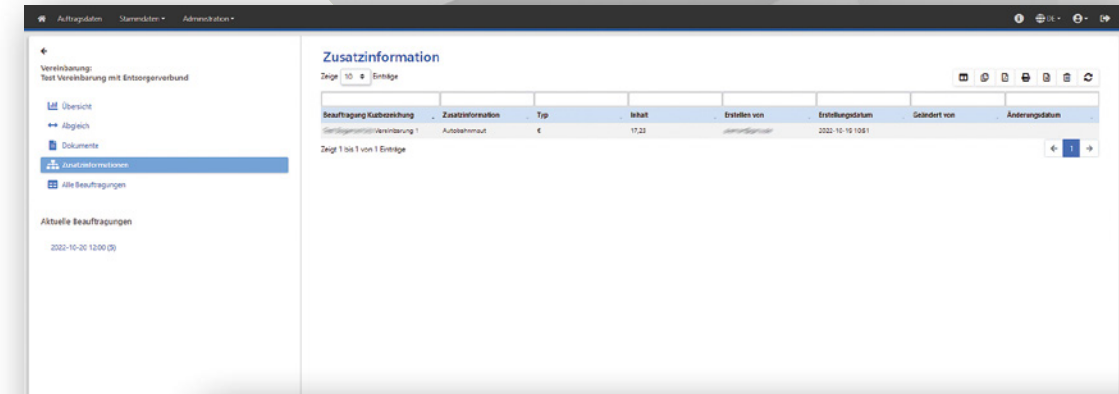 Auftragsdaten Stammdaten Administration DE
Vereinbarung:
Test Vereinbarung mit Entsorgerverbund
Übersicht
Abgleich
Dokumente
Zusatzinformationen
Alle Beauftragungen
Aktuelle Beauftragungen
2022-10-20 12:00 (5)
Zusatzinformation
Zeige 10 Einträge
Beauftragung Kurzbezeichung Zusatzinformation Typ Inhalt Erstellen von Erstellungsdatum Geändert von Änderungsdatum
Vereinbarung 1 Autobahnmaut € 17,23 2022-10-19 10:51
Zeigt 1 bis 1 von 1 Einträge
1